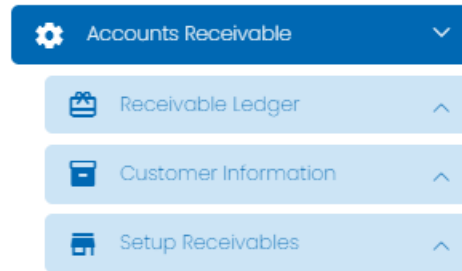 Accounts Receivable
Receivable Ledger
Customer Information
Setup Receivables